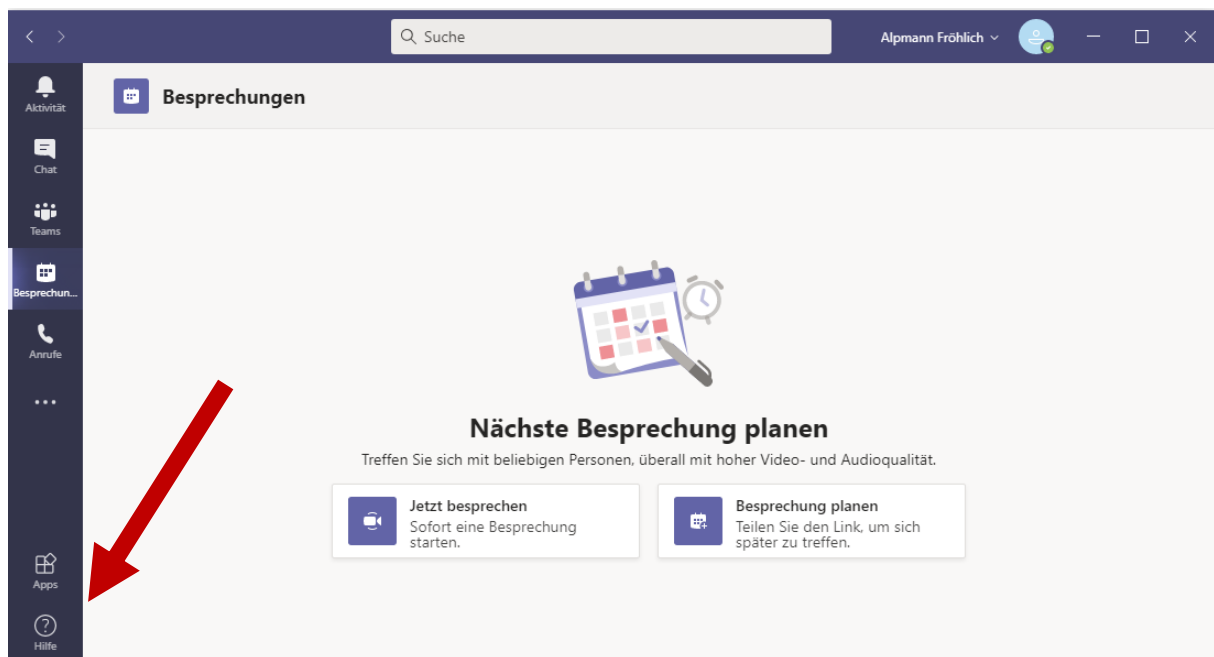 Suche
Alpmann Fröhlich
Aktivität
Besprechungen
Chat
Teams
Besprechun...
Anrufe
Nächste Besprechung planen
Treffen Sie sich mit beliebigen Personen, überall mit hoher Video- und Audioqualität.
Jetzt besprechen
Sofort eine Besprechung
starten.
Besprechung planen
Teilen Sie den Link, um sich
später zu treffen.
Apps
Hilfe